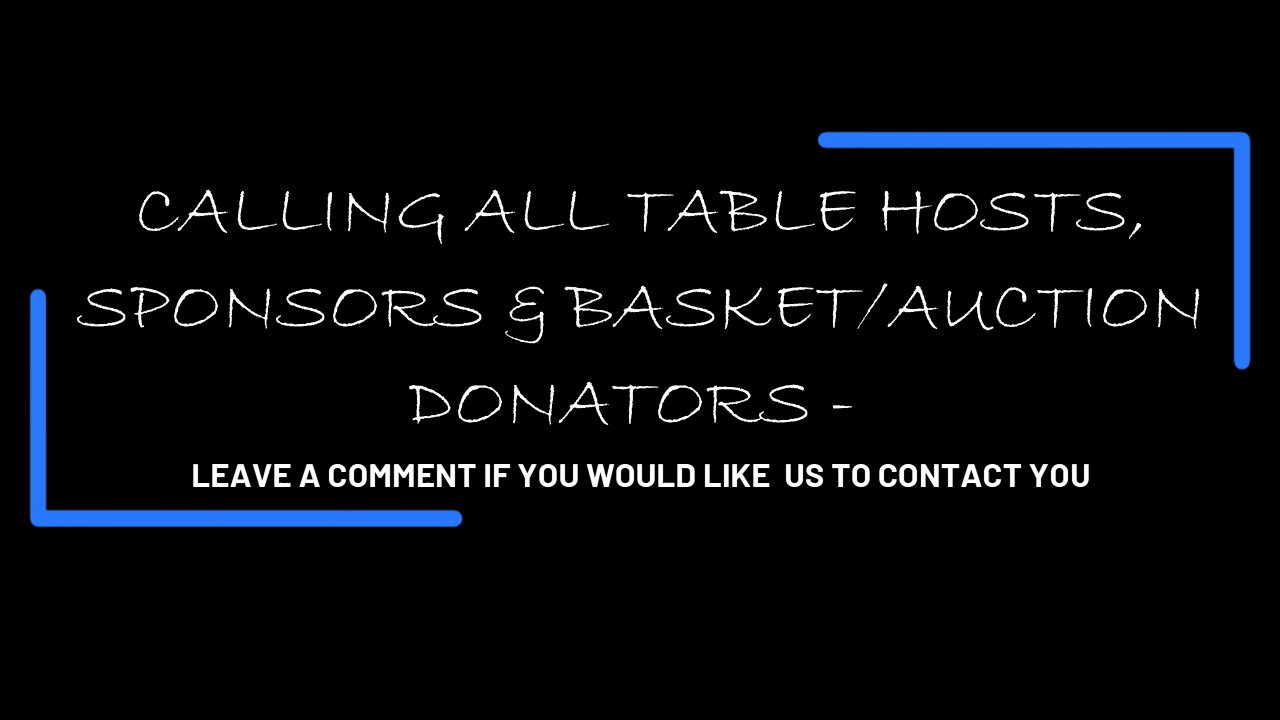 CALLING ALL TABLE HOSTS,
SPONSORS & BASKET/AUCTION
DONATORS -
LEAVE A COMMENT IF YOU WOULD LIKE  US TO CONTACT YOU